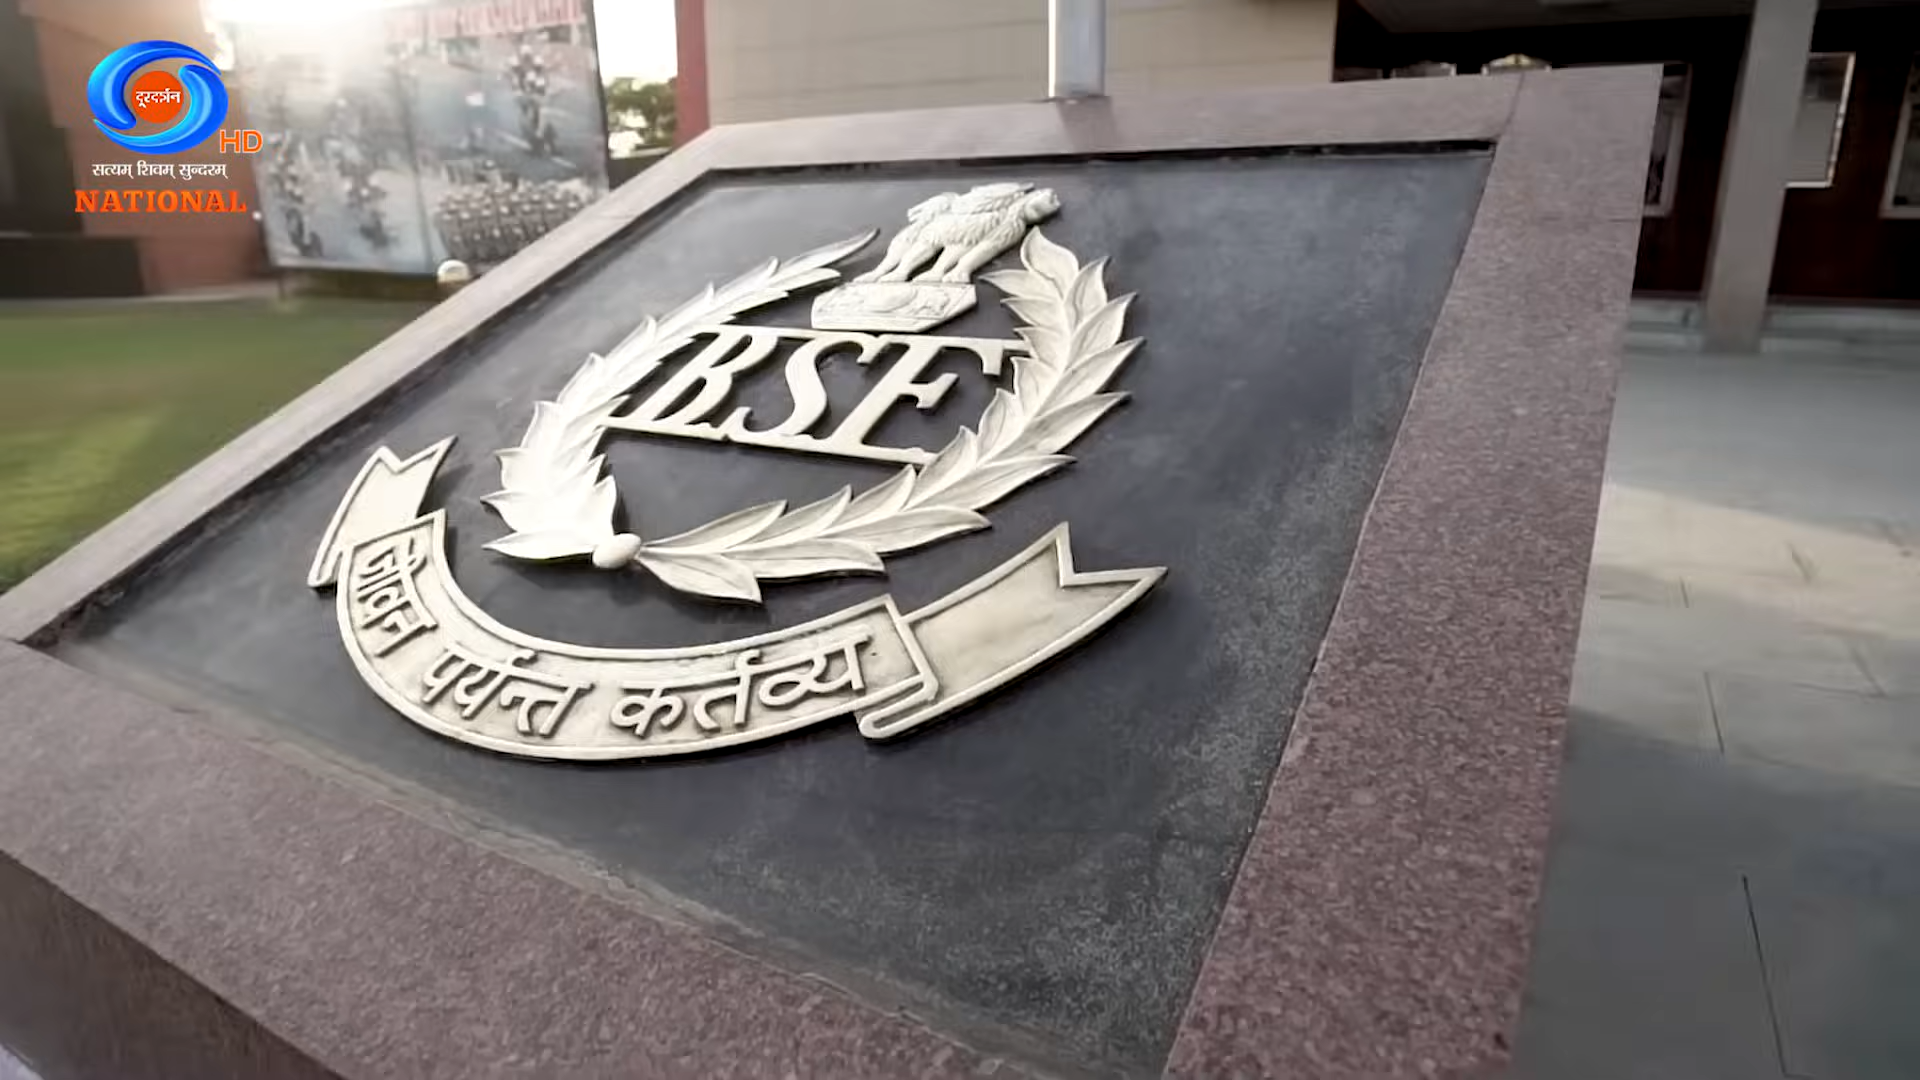 दूरदर्शन
HD
सत्यम् शिवम् सुन्दरम्
NATIONAL
BSF
जीवन पर्यन्त कर्तव्य